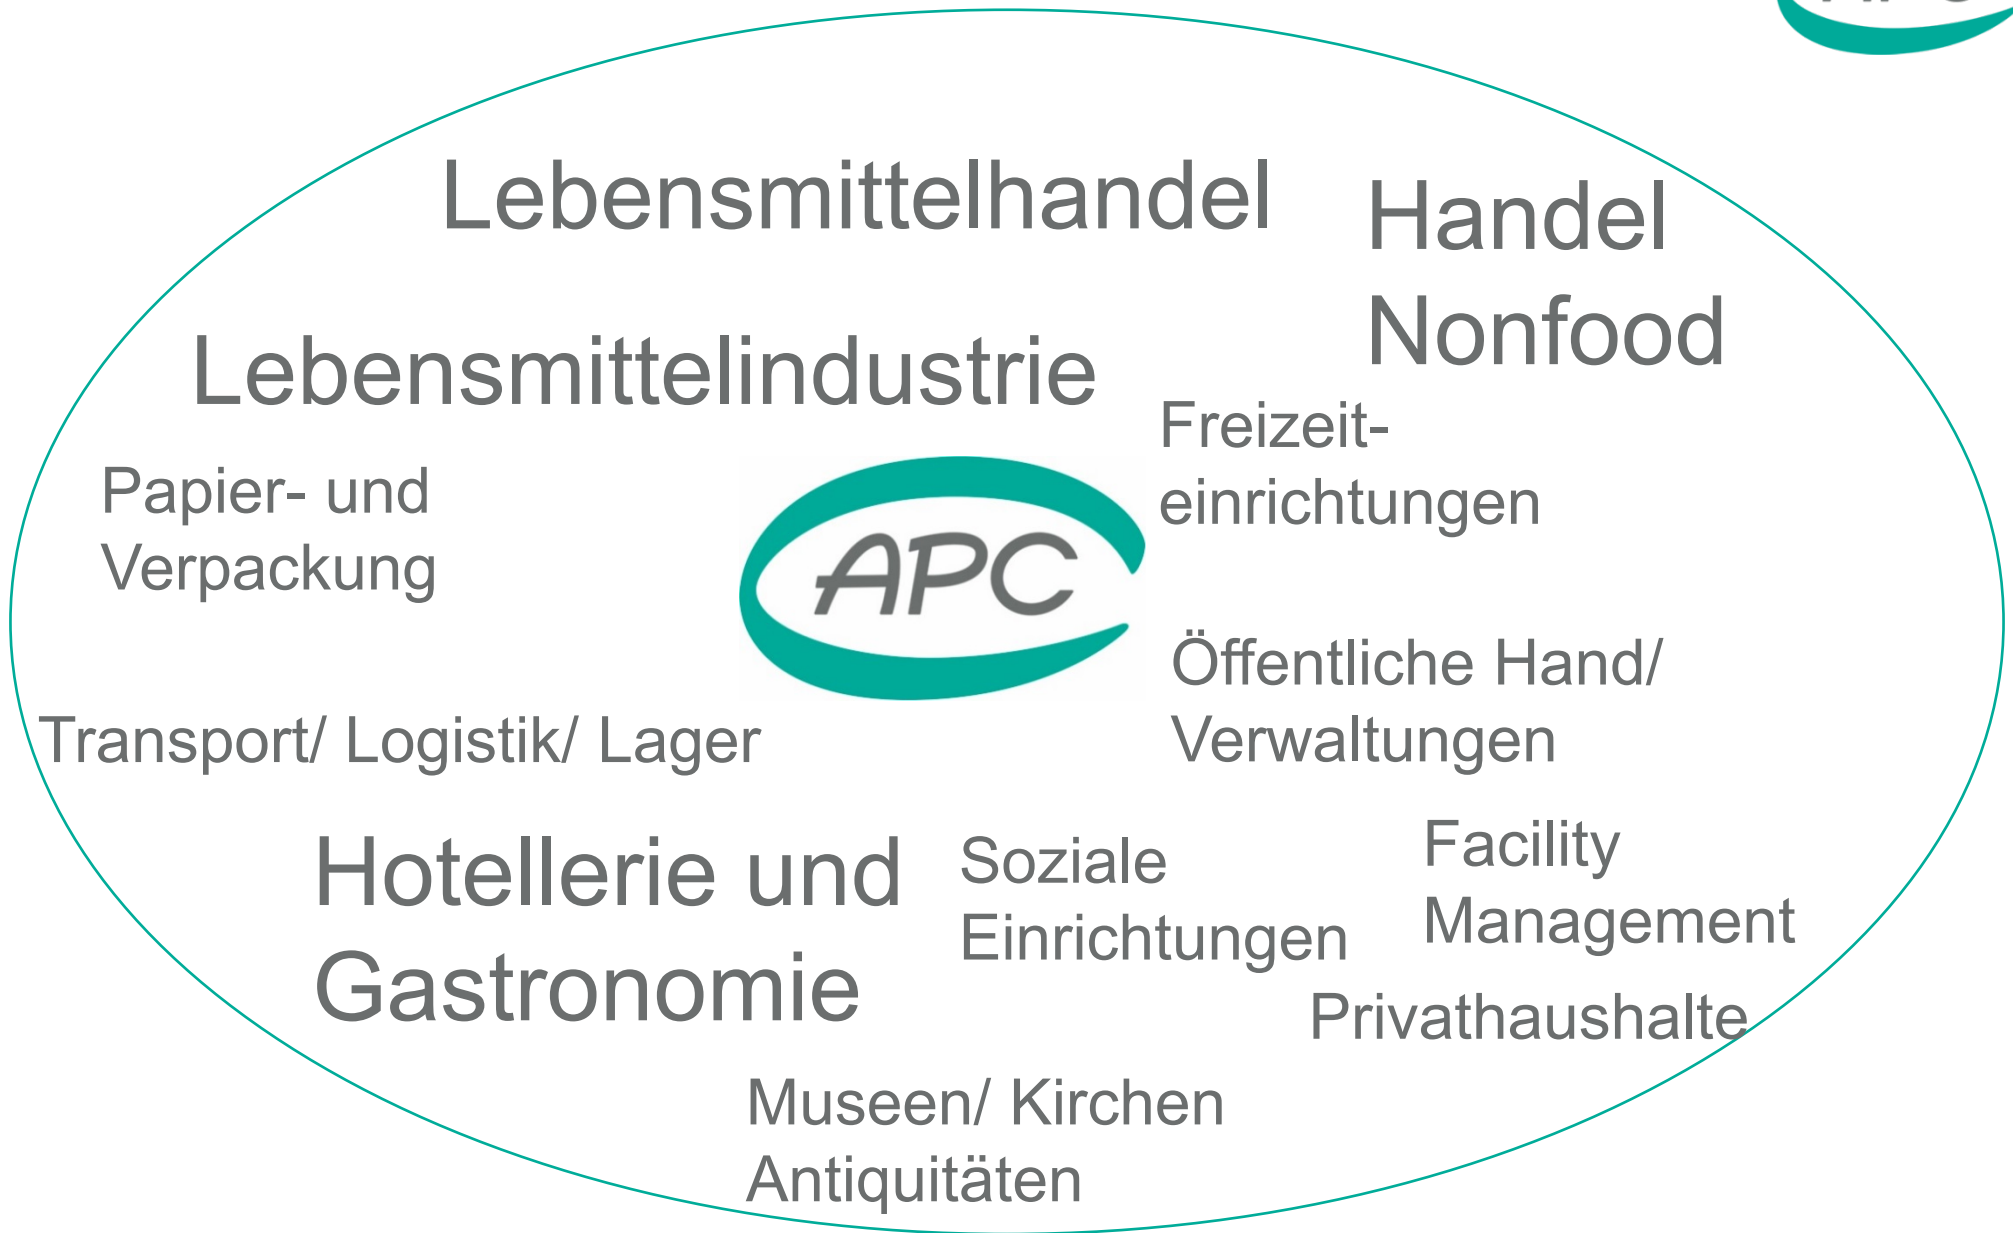 Lebensmittelhandel
Handel
Nonfood
Lebensmittelindustrie
Freizeit-
einrichtungen
Papier- und
Verpackung
APC
Öffentliche Hand/
Verwaltungen
Transport/ Logistik/ Lager
Hotellerie und
Gastronomie
Soziale
Einrichtungen
Facility
Management
Privathaushalte
Museen/ Kirchen
Antiquitäten